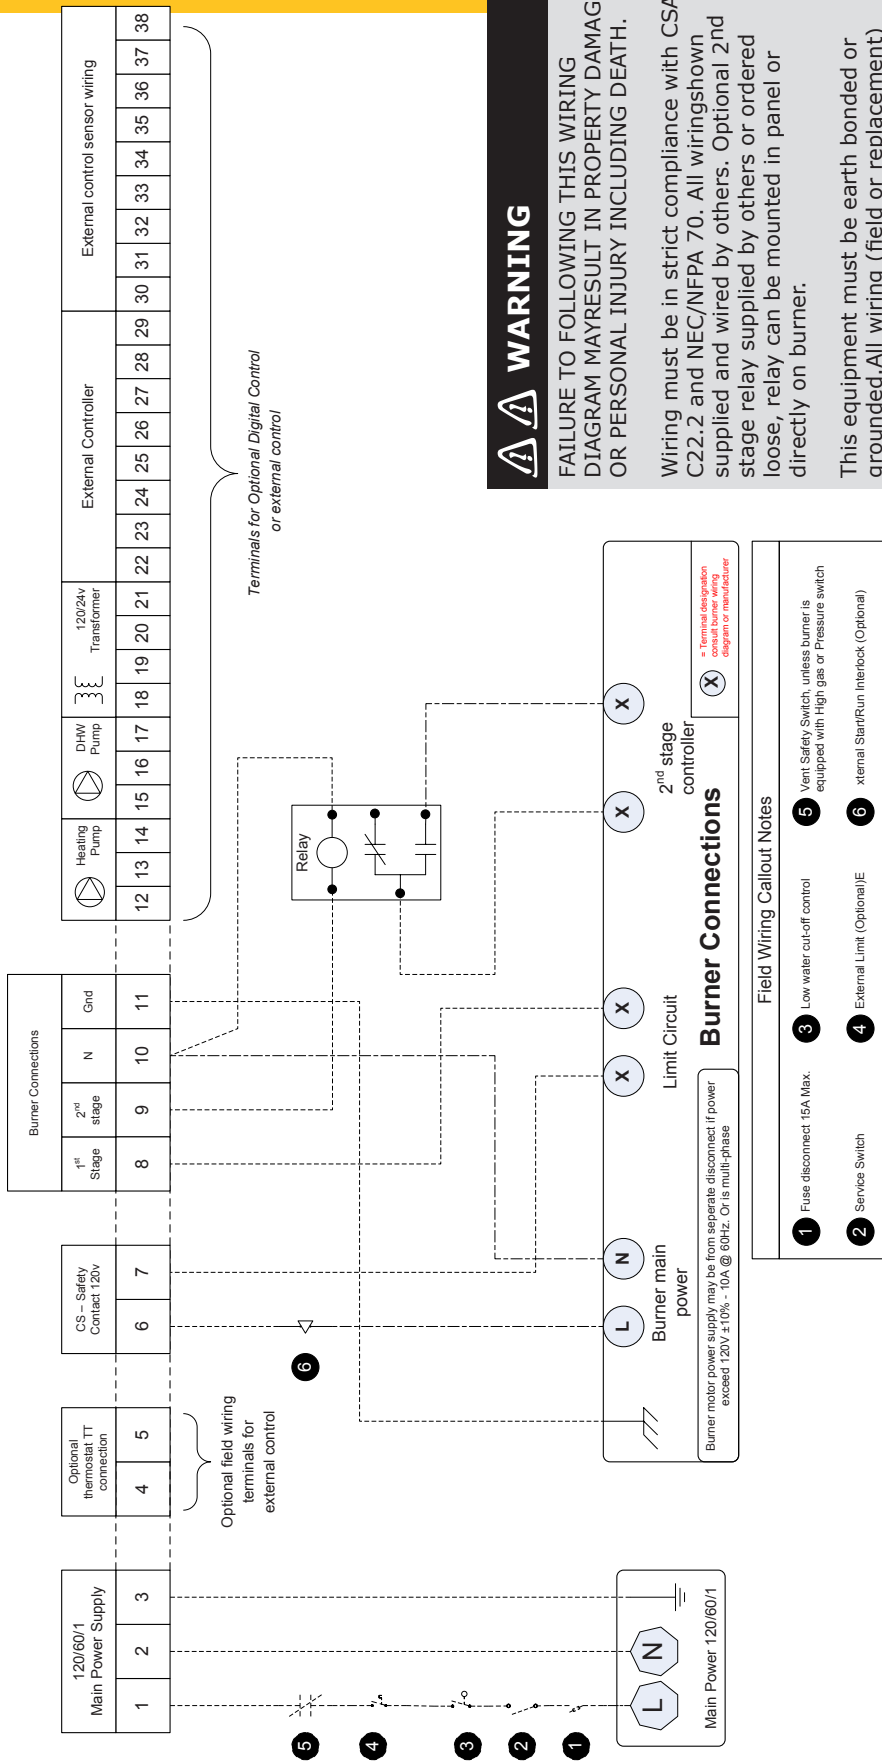 120/60/1
Main Power Supply
1 2 3
Optional
thermostat TT
connection
4 5
CS – Safety
Contact 120v
6 7
Burner Connections
1st
Stage
2nd
stage
N
Gnd
8 9 10 11
Heating
Pump
DHW
Pump
120/24v
Transformer
External Controller
External control sensor wiring
12 13 14 15 16 17 18 19 20 21 22 23 24 25 26 27 28 29 30 31 32 33 34 35 36 37 38
Optional field wiring
terminals for
external control
Terminals for Optional Digital Control
or external control
Relay
5
4
3
2
1
6
L N
Main Power 120/60/1
L N X X X X
Burner main
power
Limit Circuit
2nd stage
controller
Burner motor power supply may be from seperate disconnect if power
exceed 120V ±10% - 10A @ 60Hz. Or is multi-phase
Burner Connections
X
= Terminal designation
consult burner wiring
diagram or manufacturer
Field Wiring Callout Notes
1 Fuse disconnect 15A Max.
2 Service Switch
3 Low water cut-off control
4 External Limit (Optional)E
5 Vent Safety Switch, unless burner is
equipped with High gas or Pressure switch
6 xternal Start/Run Interlock (Optional)
WARNING
FAILURE TO FOLLOWING THIS WIRING
DIAGRAM MAYRESULT IN PROPERTY DAMAG
OR PERSONAL INJURY INCLUDING DEATH.
Wiring must be in strict compliance with CSA
C22.2 and NEC/NFPA 70. All wiringshown
supplied and wired by others. Optional 2nd
stage relay supplied by others or ordered
loose, relay can be mounted in panel or
directly on burner.
This equipment must be earth bonded or
grounded.All wiring (field or replacement)